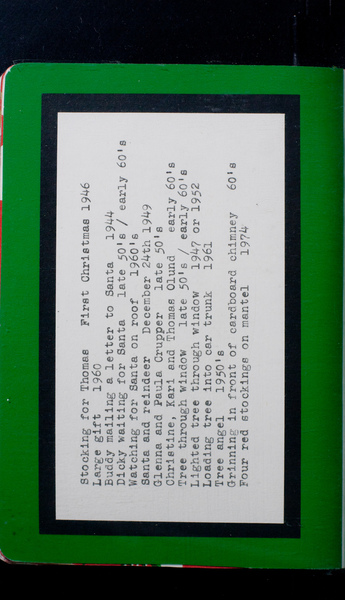 Stocking for Thomas   First Christmas 1946
Large gift   1960
Buddy mailing a letter to Santa   1944
Dicky waiting for Santa   late 50's / early 60's
Watching for Santa on roof   1960's
Santa and reindeer   December 24th 1949
Glenna and Paula Crupper   late 50's
Christine, Kari and Thomas Olund   early 60's
Tree through window   late 50's / early 60's
Lighted tree through window   1947 or 1952
Loading tree into car trunk   1961
Tree angel   1950's
Grinning in front of cardboard chimney   60's
Four red stockings on mantel   1974